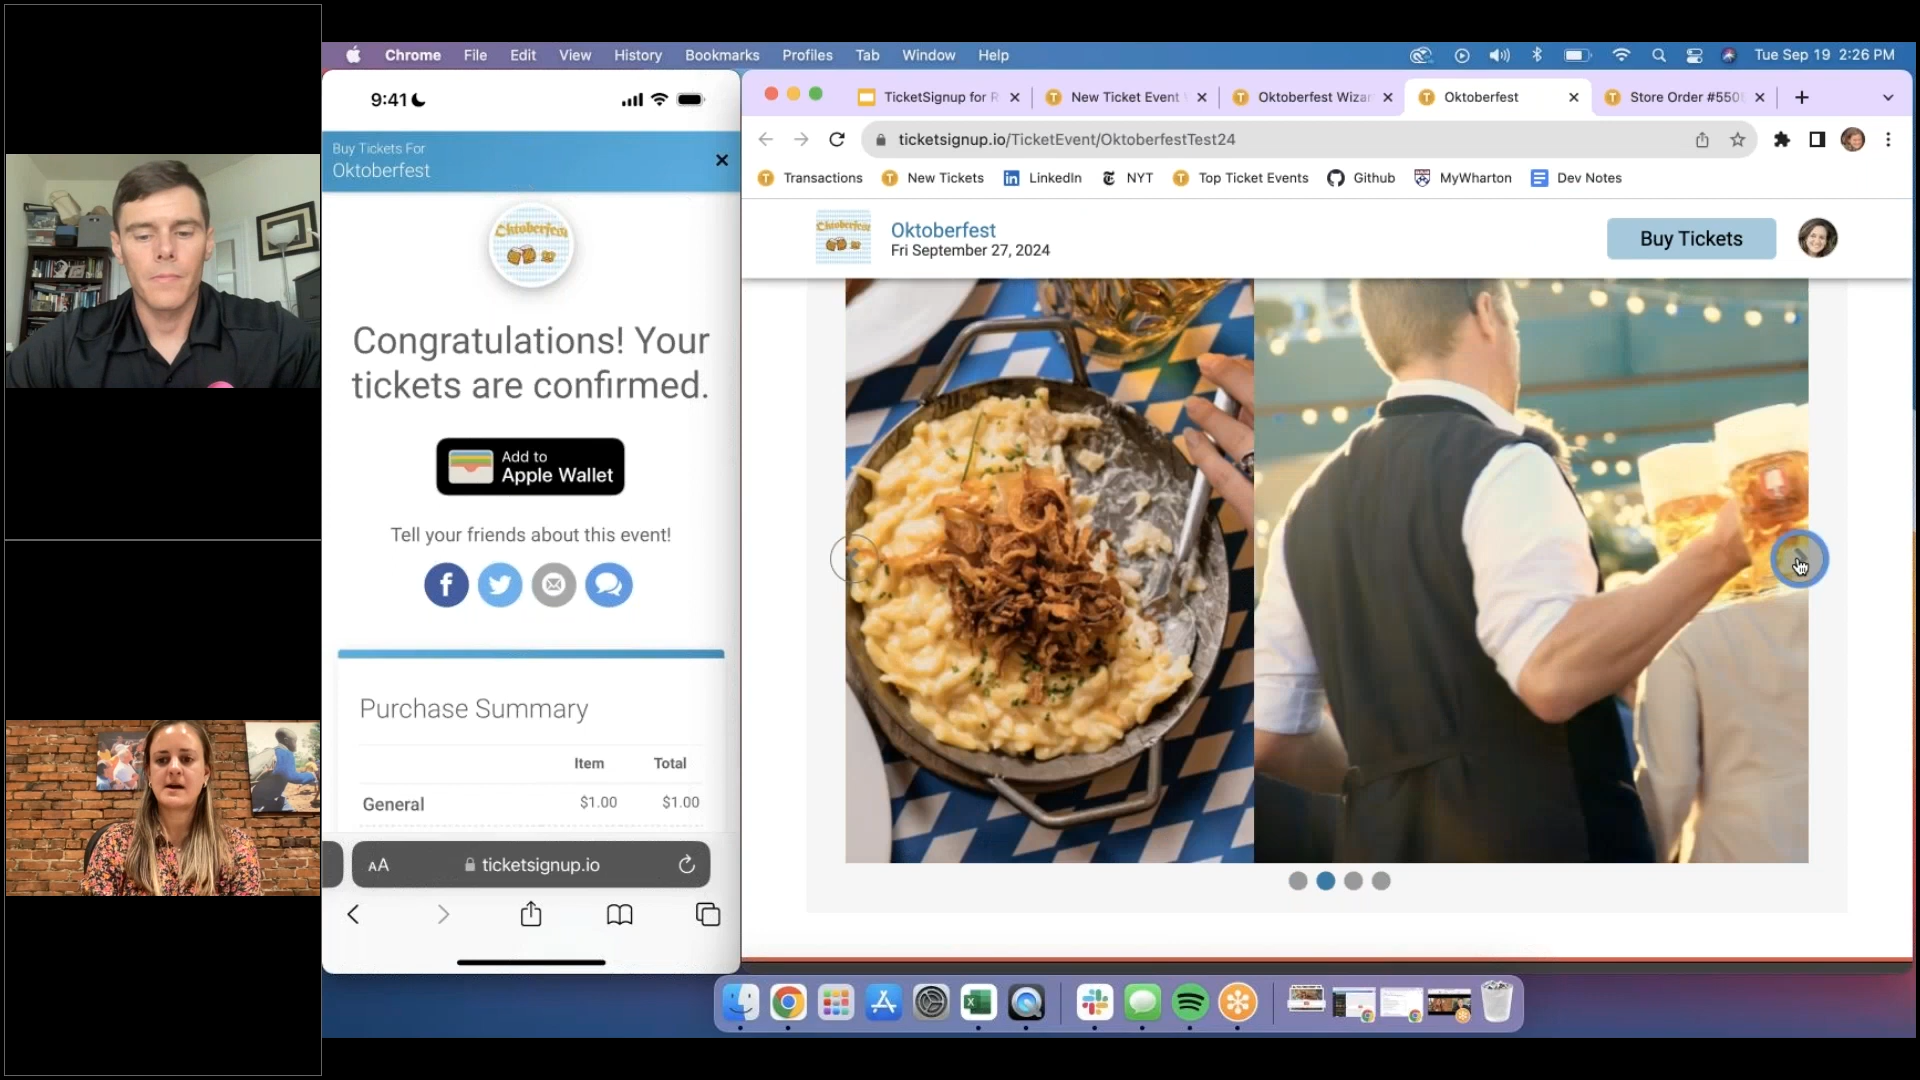 Chrome File Edit View History Bookmarks Profiles Tab Window Help
Tue Sep 19 2:26 PM
9:41
Buy Tickets For
Oktoberfest
Oktoberfest
Congratulations! Your
tickets are confirmed.
Add to
Apple Wallet
Tell your friends about this event!
Purchase Summary
Item Total
General $1.00 $1.00
AA ticketsignup.io
TicketSignup for R
New Ticket Event
Oktoberfest Wizar
Oktoberfest
Store Order #550
ticketsignup.io/TicketEvent/OktoberfestTest24
Transactions New Tickets LinkedIn NYT Top Ticket Events Github MyWharton Dev Notes
Oktoberfest
Oktoberfest
Fri September 27, 2024
Buy Tickets